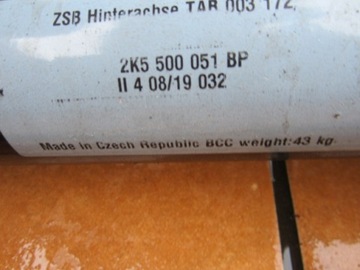 ZSB Hinterachse TAB 003 172,
2K5 500 051 BP
II 4 08/19 032
Made in Czech Republic BCC weight:43 kg